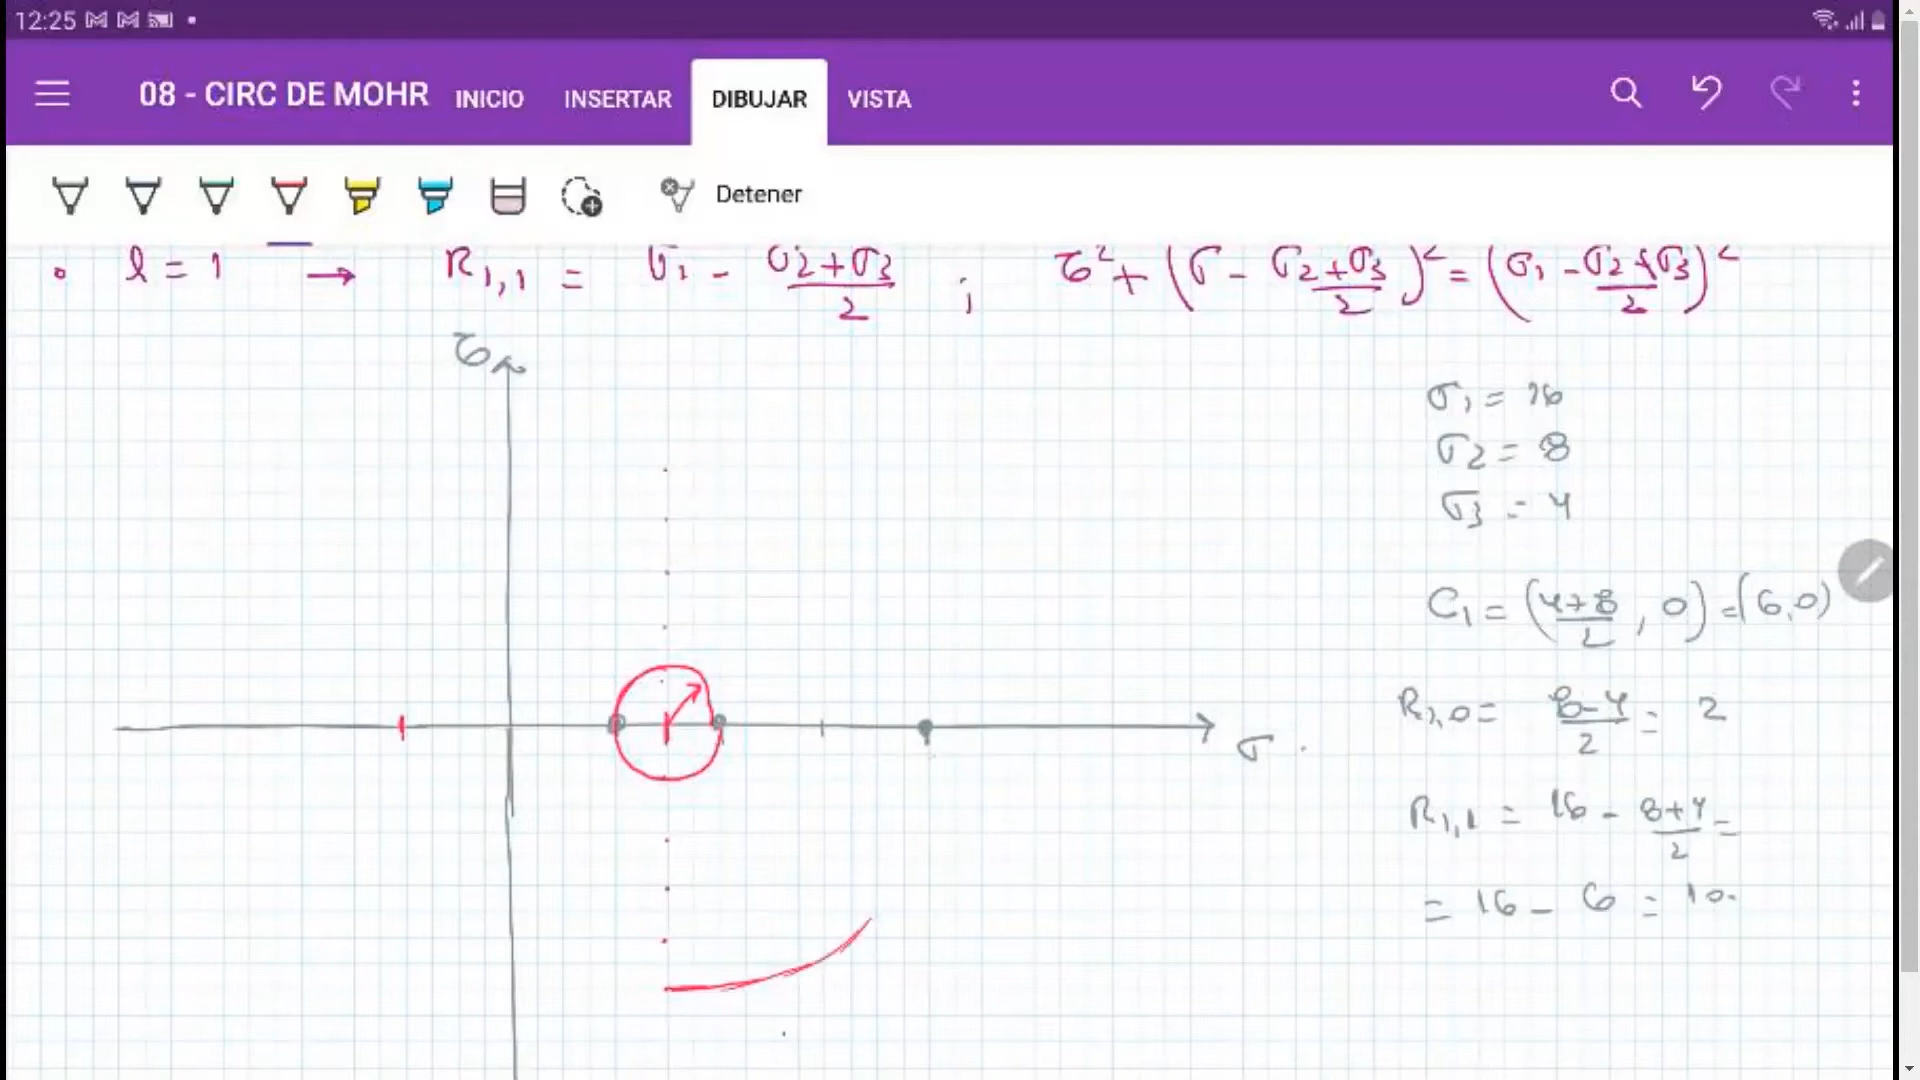 12:25
08 - CIRC DE MOHR INICIO INSERTAR DIBUJAR VISTA
Detener
• l = 1 → R₁,₁ = σ₁ - (σ₂+σ₃)/2 ; τ² + (σ - (σ₂+σ₃)/2)² = (σ₁ - (σ₂+σ₃)/2)²
τ
σ₁ = 16
σ₂ = 8
σ₃ = 4
C₁ = ((4+8)/2, 0) = (6,0)
R₁,₀ = (8-4)/2 = 2
σ
R₁,₁ = 16 - (8+4)/2 =
= 16 - 6 = 10.